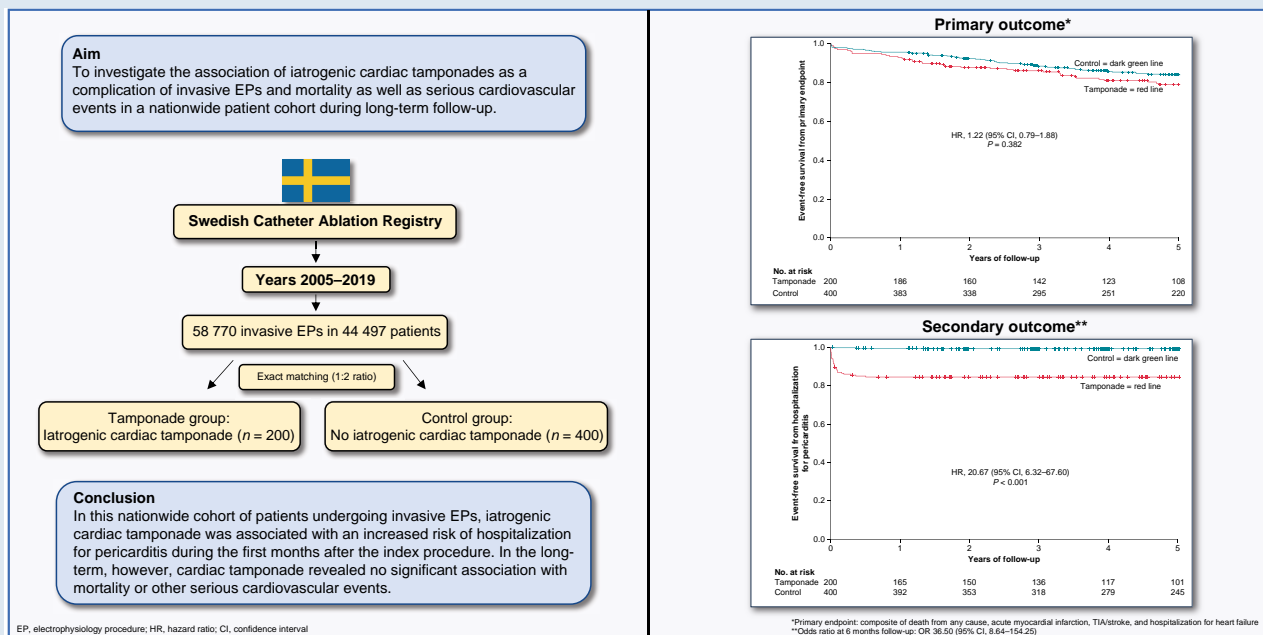 Aim
To investigate the association of iatrogenic cardiac tamponades as a
complication of invasive EPs and mortality as well as serious cardiovascular
events in a nationwide patient cohort during long-term follow-up.
Swedish Catheter Ablation Registry
Years 2005–2019
58 770 invasive EPs in 44 497 patients
Exact matching (1:2 ratio)
Tamponade group:
Iatrogenic cardiac tamponade (n = 200)
Control group:
No iatrogenic cardiac tamponade (n = 400)
Conclusion
In this nationwide cohort of patients undergoing invasive EPs, iatrogenic
cardiac tamponade was associated with an increased risk of hospitalization
for pericarditis during the first months after the index procedure. In the long-
term, however, cardiac tamponade revealed no significant association with
mortality or other serious cardiovascular events.
EP, electrophysiology procedure; HR, hazard ratio; CI, confidence interval
Primary outcome*
Event-free survival from primary endpoint
1.0
0.8
0.6
0.4
0.2
0.0
Control = dark green line
Tamponade = red line
HR, 1.22 (95% CI, 0.79–1.88)
P = 0.382
0 1 2 3 4 5
Years of follow-up
No. at risk
Tamponade 200 186 160 142 123 108
Control 400 383 338 295 251 220
Secondary outcome**
Event-free survival from hospitalization
for pericarditis
1.0
0.8
0.6
0.4
0.2
0.0
Control = dark green line
Tamponade = red line
HR, 20.67 (95% CI, 6.32–67.60)
P < 0.001
0 1 2 3 4 5
Years of follow-up
No. at risk
Tamponade 200 165 150 136 117 101
Control 400 392 353 318 279 245
*Primary endpoint: composite of death from any cause, acute myocardial infarction, TIA/stroke, and hospitalization for heart failure
**Odds ratio at 6 months follow-up: OR 36.50 (95% CI, 8.64–154.25)